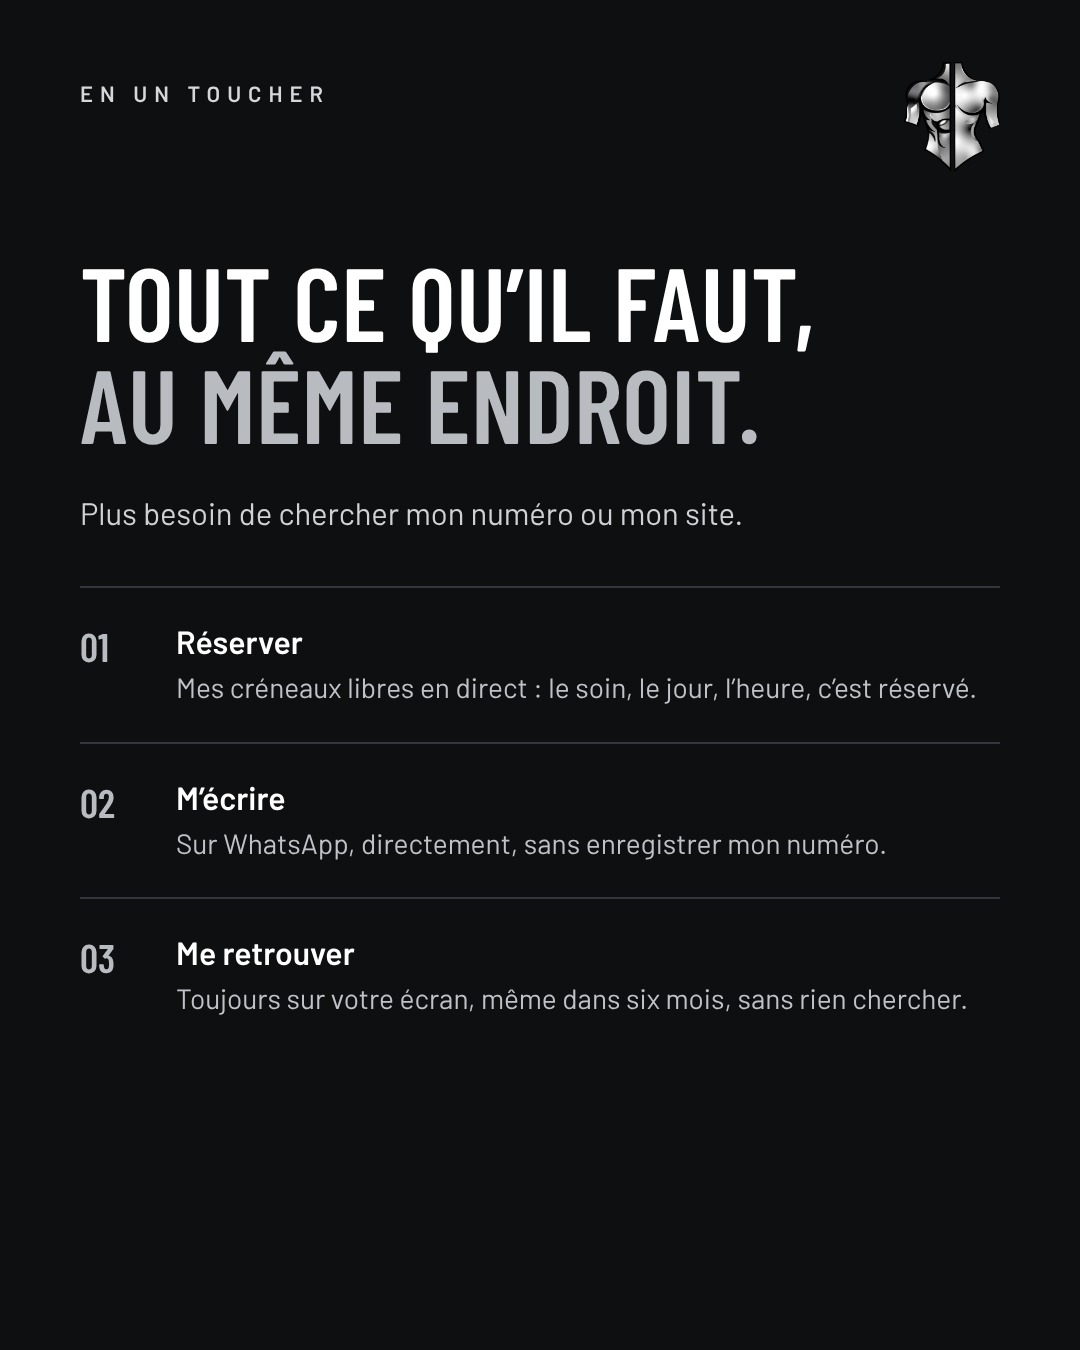 EN UN TOUCHER
TOUT CE QU’IL FAUT,
AU MÊME ENDROIT.
Plus besoin de chercher mon numéro ou mon site.
01
Réserver
Mes créneaux libres en direct : le soin, le jour, l’heure, c’est réservé.
02
M’écrire
Sur WhatsApp, directement, sans enregistrer mon numéro.
03
Me retrouver
Toujours sur votre écran, même dans six mois, sans rien chercher.